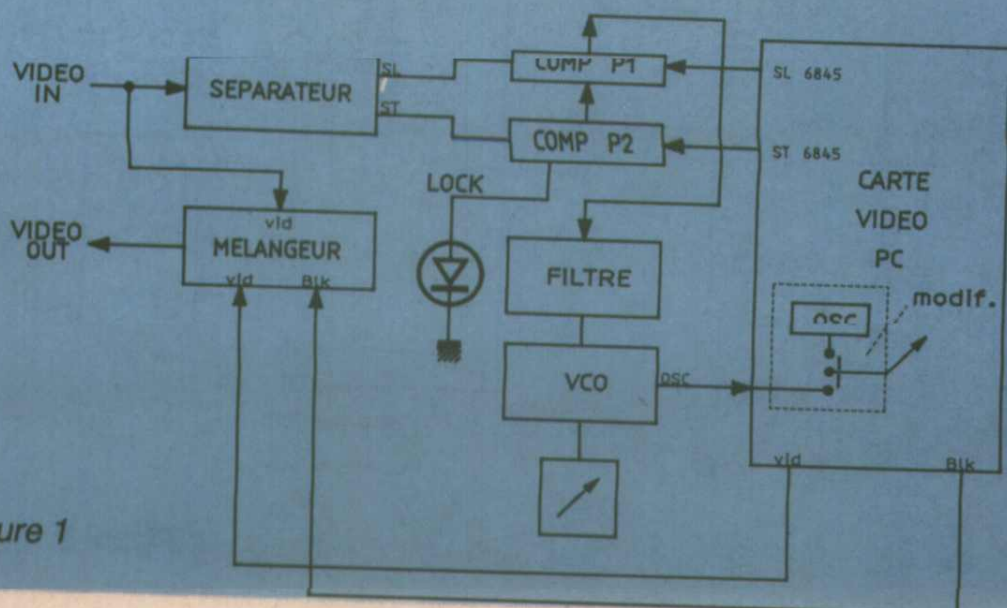 VIDEO
IN
SEPARATEUR
SL
ST
COMP P1
COMP P2
SL 6845
ST 6845
CARTE
VIDEO
PC
LOCK
VIDEO
OUT
vid
MELANGEUR
vid
Blk
FILTRE
VCO
OSC
OSC
modif.
vid
Blk
ure 1